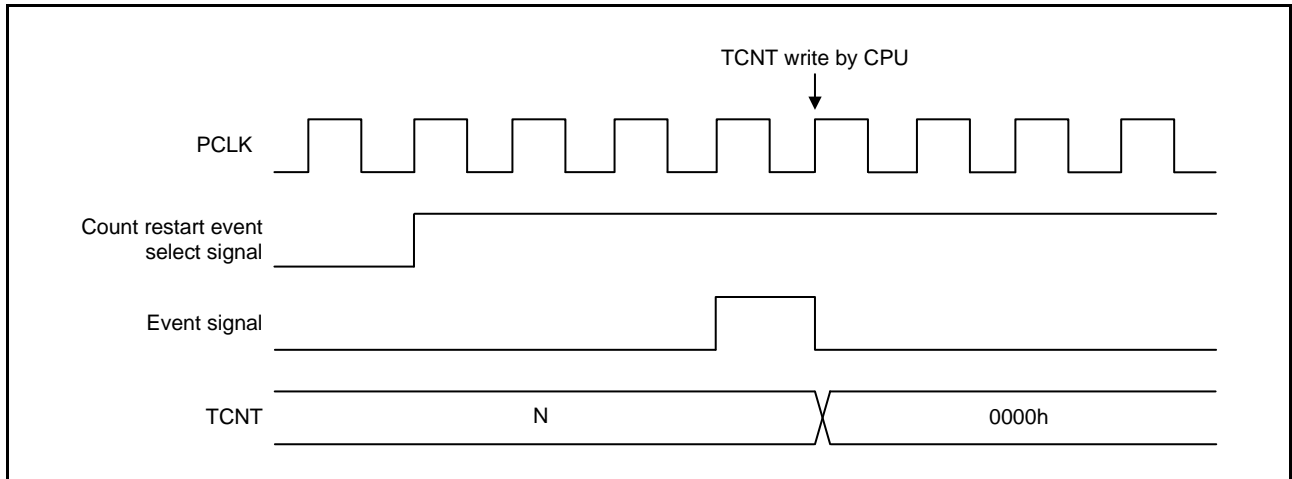 TCNT write by CPU
PCLK
Count restart event
select signal
Event signal
TCNT
N
0000h